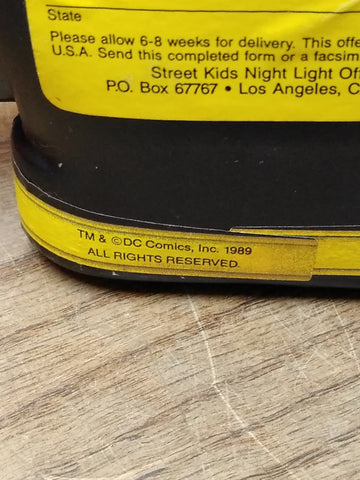 State
Please allow 6-8 weeks for delivery. This offe
U.S.A. Send this completed form or a facsim
Street Kids Night Light Off
P.O. Box 67767 • Los Angeles, C
TM & ©DC Comics, Inc. 1989
ALL RIGHTS RESERVED.